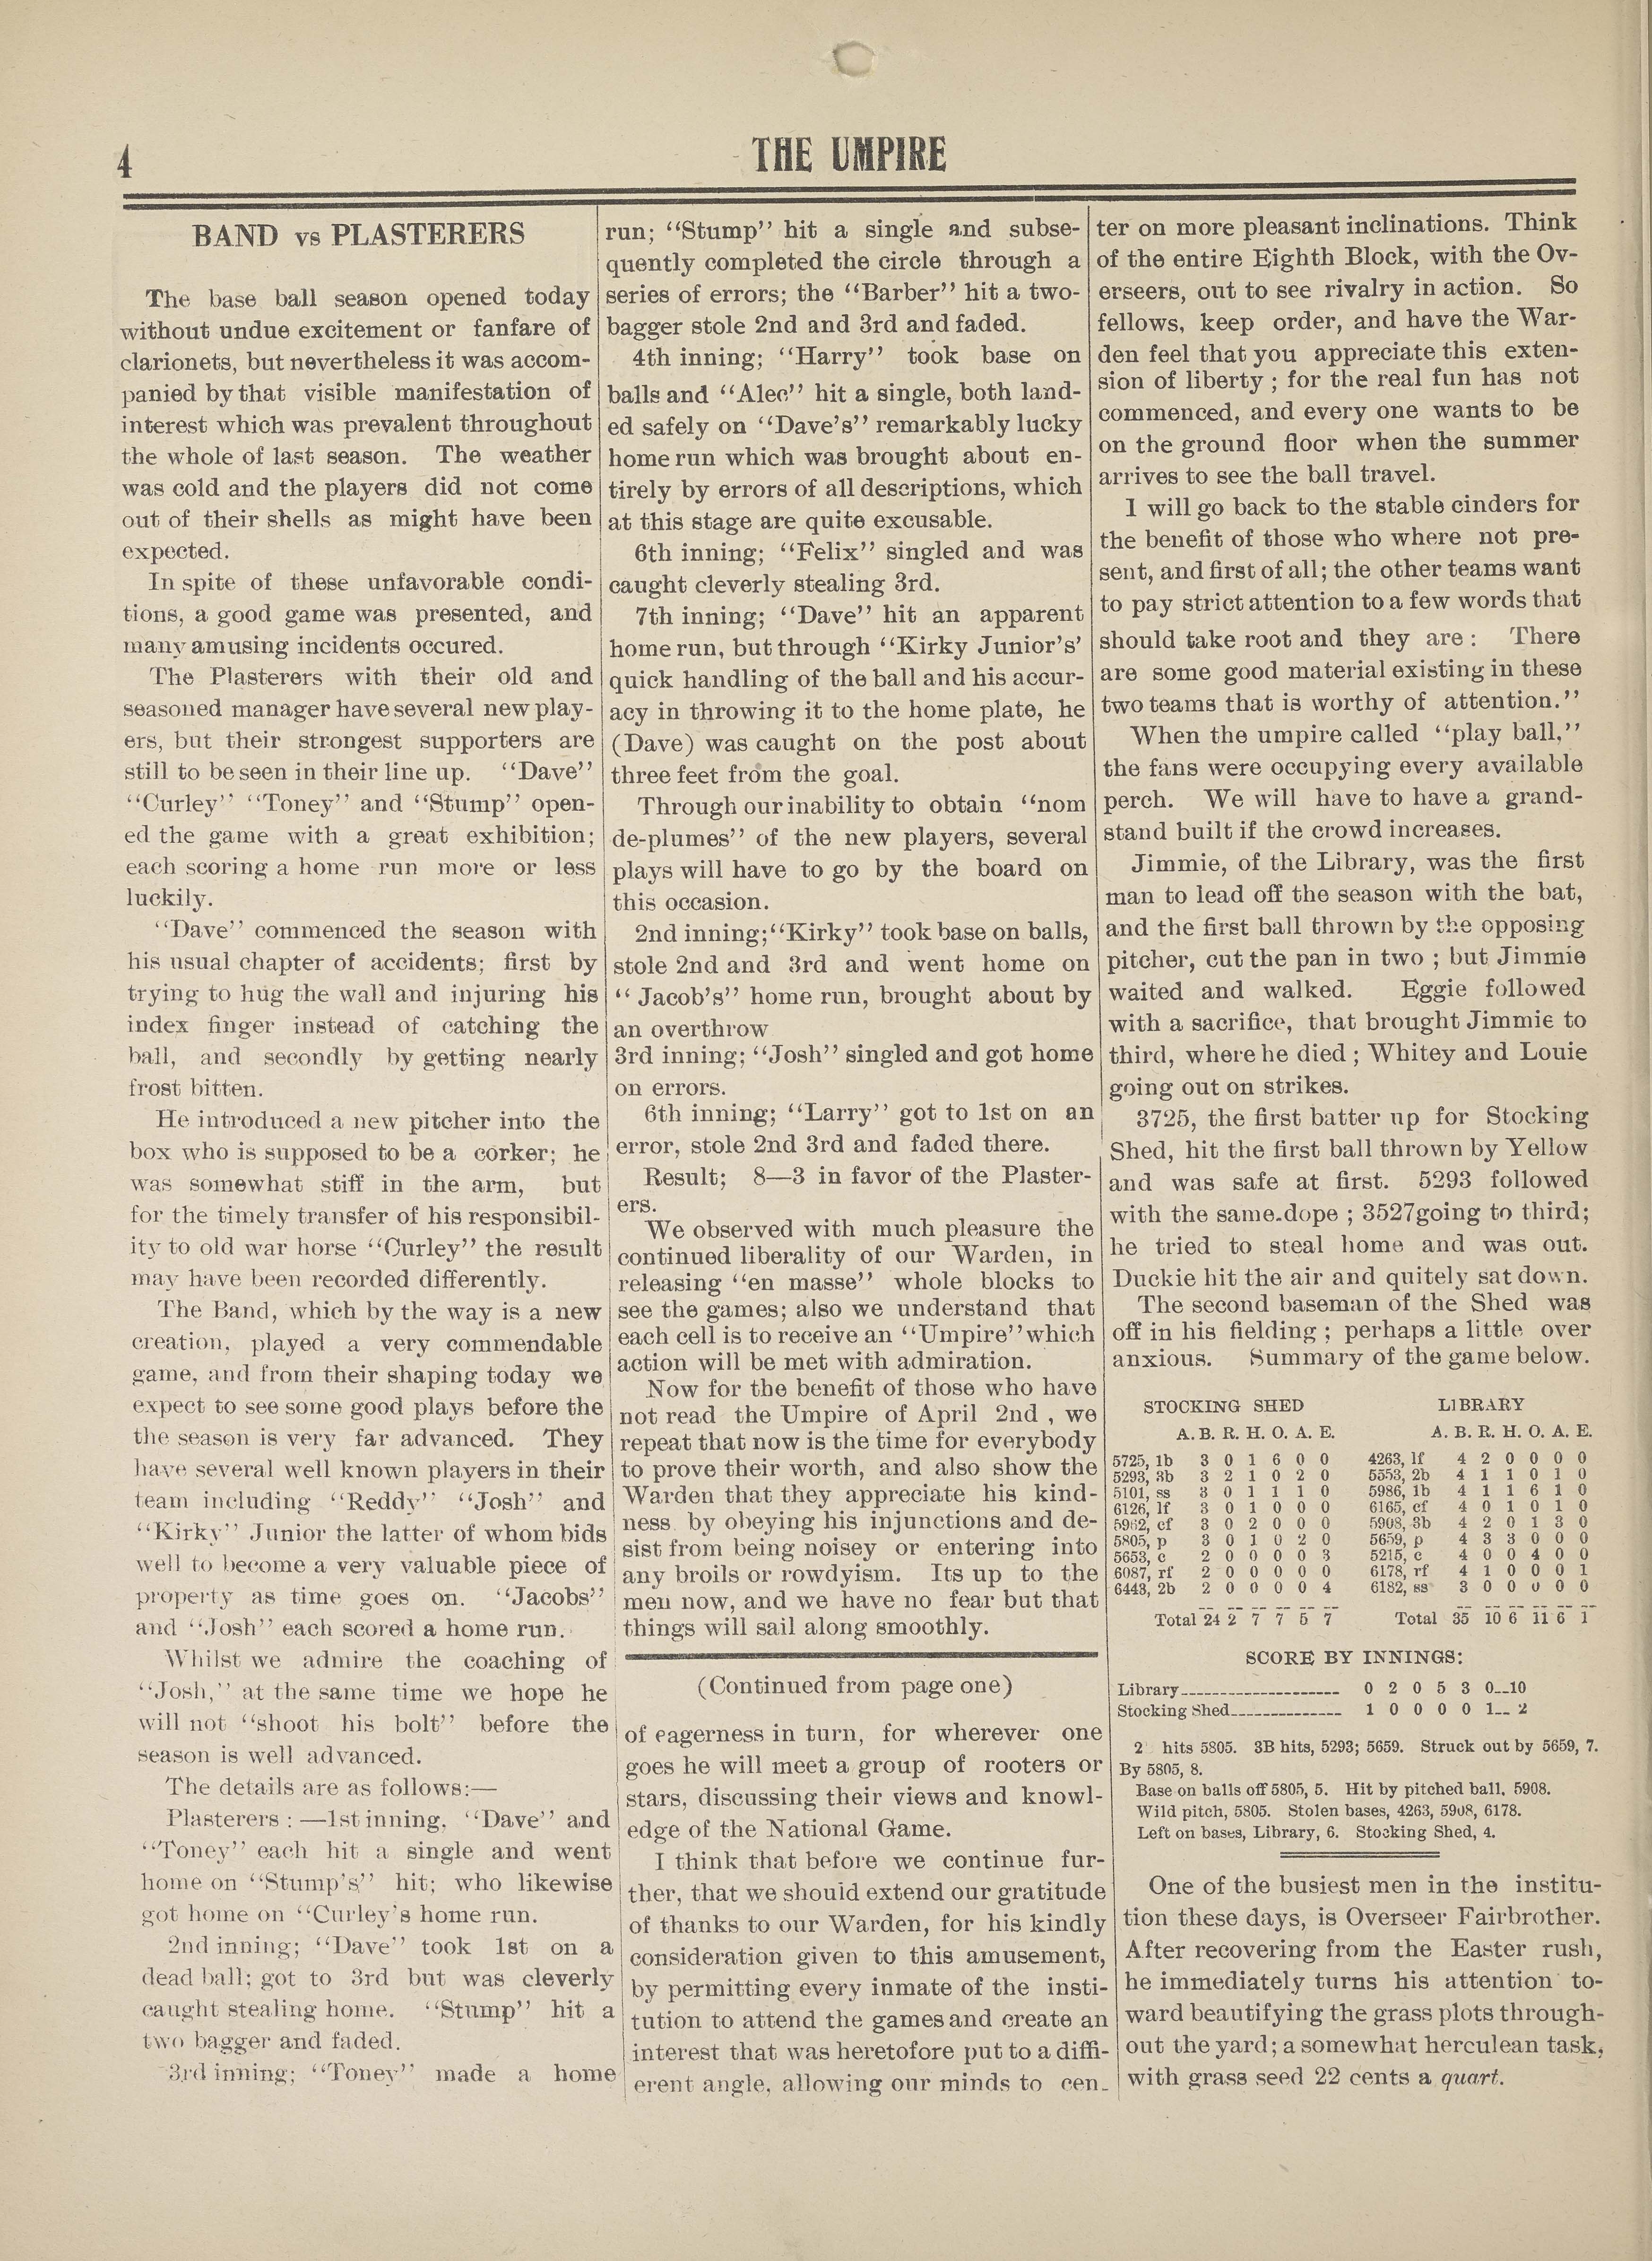 4
THE UMPIRE
BAND vs PLASTERERS
The base ball season opened today
without undue excitement or fanfare of
clarionets, but nevertheless it was accom-
panied by that visible manifestation of
interest which was prevalent throughout
the whole of last season. The weather
was cold and the players did not come
out of their shells as might have been
expected.
In spite of these unfavorable condi-
tions, a good game was presented, and
many amusing incidents occured.
The Plasterers with their old and
seasoned manager have several new play-
ers, but their strongest supporters are
still to be seen in their line up. "Dave"
"Curley" "Toney" and "Stump" open-
ed the game with a great exhibition;
each scoring a home run more or less
luckily.
"Dave" commenced the season with
his usual chapter of accidents; first by
trying to hug the wall and injuring his
index finger instead of catching the
ball, and secondly by getting nearly
frost bitten.
He introduced a new pitcher into the
box who is supposed to be a corker; he
was somewhat stiff in the arm, but
for the timely transfer of his responsibil-
ity to old war horse "Curley" the result
may have been recorded differently.
The Band, which by the way is a new
creation, played a very commendable
game, and from their shaping today we
expect to see some good plays before the
the season is very far advanced. They
have several well known players in their
team including "Reddy" "Josh" and
"Kirky" Junior the latter of whom bids
well to become a very valuable piece of
property as time goes on. "Jacobs"
and "Josh" each scored a home run.
Whilst we admire the coaching of
"Josh," at the same time we hope he
will not "shoot his bolt" before the
season is well advanced.
The details are as follows:—
Plasterers : —1st inning, "Dave" and
"Toney" each hit a single and went
home on "Stump's" hit; who likewise
got home on "Curley's home run.
2nd inning; "Dave" took 1st on a
dead ball; got to 3rd but was cleverly
caught stealing home. "Stump" hit a
two bagger and faded.
3rd inning; "Toney" made a home
run; "Stump" hit a single and subse-
quently completed the circle through a
series of errors; the "Barber" hit a two-
bagger stole 2nd and 3rd and faded.
4th inning; "Harry" took base on
balls and "Alec" hit a single, both land-
ed safely on "Dave's" remarkably lucky
home run which was brought about en-
tirely by errors of all descriptions, which
at this stage are quite excusable.
6th inning; "Felix" singled and was
caught cleverly stealing 3rd.
7th inning; "Dave" hit an apparent
home run, but through "Kirky Junior's'
quick handling of the ball and his accur-
acy in throwing it to the home plate, he
(Dave) was caught on the post about
three feet from the goal.
Through our inability to obtain "nom
de-plumes" of the new players, several
plays will have to go by the board on
this occasion.
2nd inning;"Kirky" took base on balls,
stole 2nd and 3rd and went home on
" Jacob's" home run, brought about by
an overthrow
3rd inning; "Josh" singled and got home
on errors.
6th inning; "Larry" got to 1st on an
error, stole 2nd 3rd and faded there.
Result; 8—3 in favor of the Plaster-
ers.
We observed with much pleasure the
continued liberality of our Warden, in
releasing "en masse" whole blocks to
see the games; also we understand that
each cell is to receive an "Umpire" which
action will be met with admiration.
Now for the benefit of those who have
not read the Umpire of April 2nd , we
repeat that now is the time for everybody
to prove their worth, and also show the
Warden that they appreciate his kind-
ness by obeying his injunctions and de-
sist from being noisey or entering into
any broils or rowdyism. Its up to the
men now, and we have no fear but that
things will sail along smoothly.
(Continued from page one)
of eagerness in turn, for wherever one
goes he will meet a group of rooters or
stars, discussing their views and knowl-
edge of the National Game.
I think that before we continue fur-
ther, that we should extend our gratitude
of thanks to our Warden, for his kindly
consideration given to this amusement,
by permitting every inmate of the insti-
tution to attend the games and create an
interest that was heretofore put to a diffi-
erent angle, allowing our minds to cen-
ter on more pleasant inclinations. Think
of the entire Eighth Block, with the Ov-
erseers, out to see rivalry in action. So
fellows, keep order, and have the War-
den feel that you appreciate this exten-
sion of liberty ; for the real fun has not
commenced, and every one wants to be
on the ground floor when the summer
arrives to see the ball travel.
I will go back to the stable cinders for
the benefit of those who where not pre-
sent, and first of all; the other teams want
to pay strict attention to a few words that
should take root and they are : There
are some good material existing in these
two teams that is worthy of attention."
When the umpire called "play ball,"
the fans were occupying every available
perch. We will have to have a grand-
stand built if the crowd increases.
Jimmie, of the Library, was the first
man to lead off the season with the bat,
and the first ball thrown by the opposing
pitcher, cut the pan in two ; but Jimmie
waited and walked. Eggie followed
with a sacrifice, that brought Jimmie to
third, where he died ; Whitey and Louie
going out on strikes.
3725, the first batter up for Stocking
Shed, hit the first ball thrown by Yellow
and was safe at first. 5293 followed
with the same dope ; 3527going to third;
he tried to steal home and was out.
Duckie hit the air and quitely sat down.
The second baseman of the Shed was
off in his fielding ; perhaps a little over
anxious. Summary of the game below.
STOCKING SHED
A. B. R. H. O. A. E.
5725, 1b 3 0 1 6 0 0
5293, 3b 3 2 1 0 2 0
5101, ss 3 0 1 1 1 0
6126, lf 3 0 1 0 0 0
5962, cf 3 0 2 0 0 0
5805, p 3 0 1 0 2 0
5653, c 2 0 0 0 0 3
6087, rf 2 0 0 0 0 0
6443, 2b 2 0 0 0 0 4
Total 24 2 7 7 5 7
LIBRARY
A. B. R. H. O. A. E.
4263, lf 4 2 0 0 0 0
5553, 2b 4 1 1 0 1 0
5986, 1b 4 1 1 6 1 0
6165, cf 4 0 1 0 1 0
5908, 3b 4 2 0 1 3 0
5659, p 4 3 3 0 0 0
5215, c 4 0 0 4 0 0
6178, rf 4 1 0 0 0 1
6182, ss 3 0 0 0 0 0
Total 35 10 6 11 6 1
SCORE BY INNINGS:
Library 0 2 0 5 3 0--10
Stocking Shed 1 0 0 0 0 1-- 2
2 hits 5805. 3B hits, 5293; 5659. Struck out by 5659, 7.
By 5805, 8.
Base on balls off 5805, 5. Hit by pitched ball, 5908.
Wild pitch, 5805. Stolen bases, 4263, 5908, 6178.
Left on bases, Library, 6. Stocking Shed, 4.
One of the busiest men in the institu-
tion these days, is Overseer Fairbrother.
After recovering from the Easter rush,
he immediately turns his attention to-
ward beautifying the grass plots through-
out the yard; a somewhat herculean task,
with grass seed 22 cents a quart.